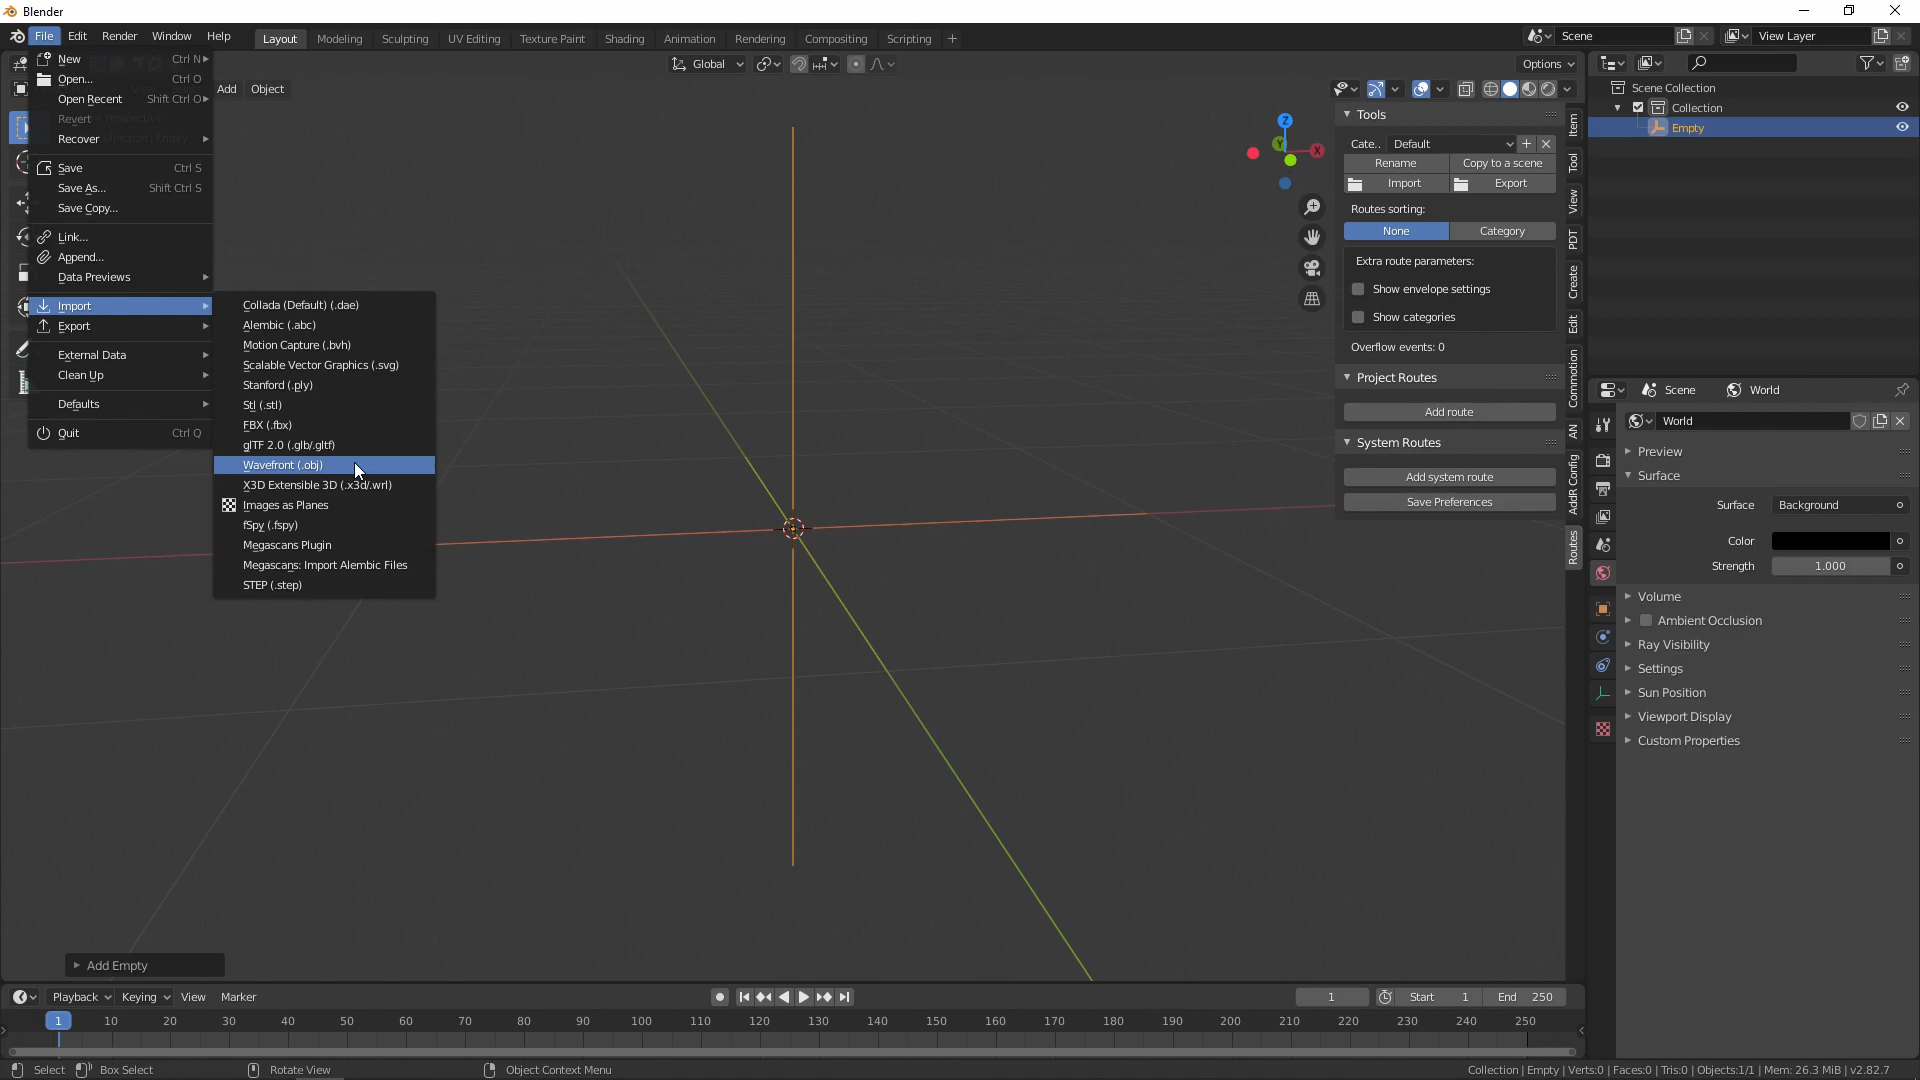 Blender
File Edit Render Window Help
Layout Modeling Sculpting UV Editing Texture Paint Shading Animation Rendering Compositing Scripting +
Scene
View Layer
Global
Options
Add Object
New Ctrl N
Open... Ctrl O
Open Recent Shift Ctrl O
Revert
Recover
Save Ctrl S
Save As... Shift Ctrl S
Save Copy...
Link...
Append...
Data Previews
Import
Export
External Data
Clean Up
Defaults
Quit Ctrl Q
Collada (Default) (.dae)
Alembic (.abc)
Motion Capture (.bvh)
Scalable Vector Graphics (.svg)
Stanford (.ply)
Stl (.stl)
FBX (.fbx)
glTF 2.0 (.glb/.gltf)
Wavefront (.obj)
X3D Extensible 3D (.x3d/.wrl)
Images as Planes
fSpy (.fspy)
Megascans Plugin
Megascans: Import Alembic Files
STEP (.step)
Z
Y
X
Tools
Cate.. Default
Rename Copy to a scene
Import Export
Routes sorting:
None Category
Extra route parameters:
Show envelope settings
Show categories
Overflow events: 0
Project Routes
Add route
System Routes
Add system route
Save Preferences
Item
Tool
View
PDT
Create
Edit
Commotion
AN
AddR Config
Routes
Scene Collection
Collection
Empty
Scene World
World
Preview
Surface
Surface Background
Color
Strength 1.000
Volume
Ambient Occlusion
Ray Visibility
Settings
Sun Position
Viewport Display
Custom Properties
Add Empty
Playback Keying View Marker
1 Start 1 End 250
1 10 20 30 40 50 60 70 80 90 100 110 120 130 140 150 160 170 180 190 200 210 220 230 240 250
Select Box Select Rotate View Object Context Menu
Collection | Empty | Verts:0 | Faces:0 | Tris:0 | Objects:1/1 | Mem: 26.3 MiB | v2.82.7